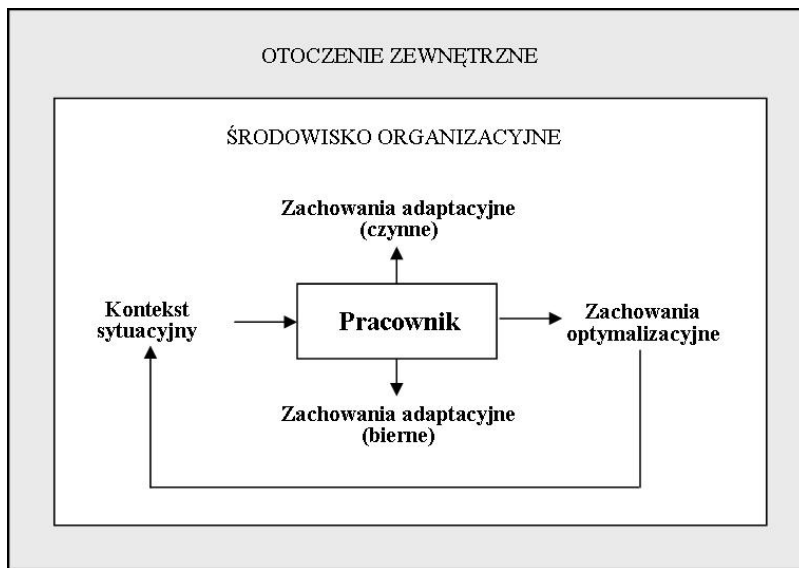 OTOCZENIE ZEWNĘTRZNE
ŚRODOWISKO ORGANIZACYJNE
Zachowania adaptacyjne
(czynne)
Kontekst
sytuacyjny
Pracownik
Zachowania
optymalizacyjne
Zachowania adaptacyjne
(bierne)